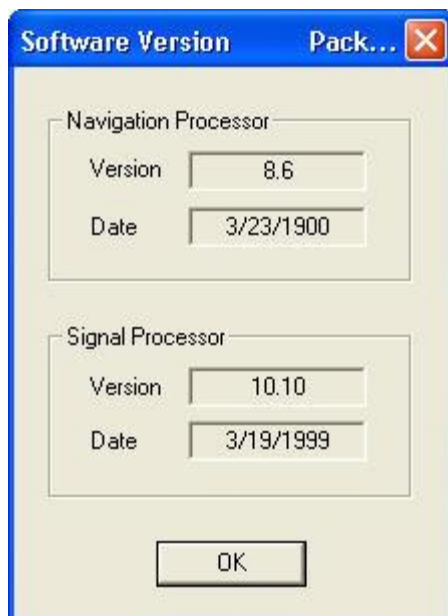 Software Version Pack...
Navigation Processor
Version 8.6
Date 3/23/1900
Signal Processor
Version 10.10
Date 3/19/1999
OK